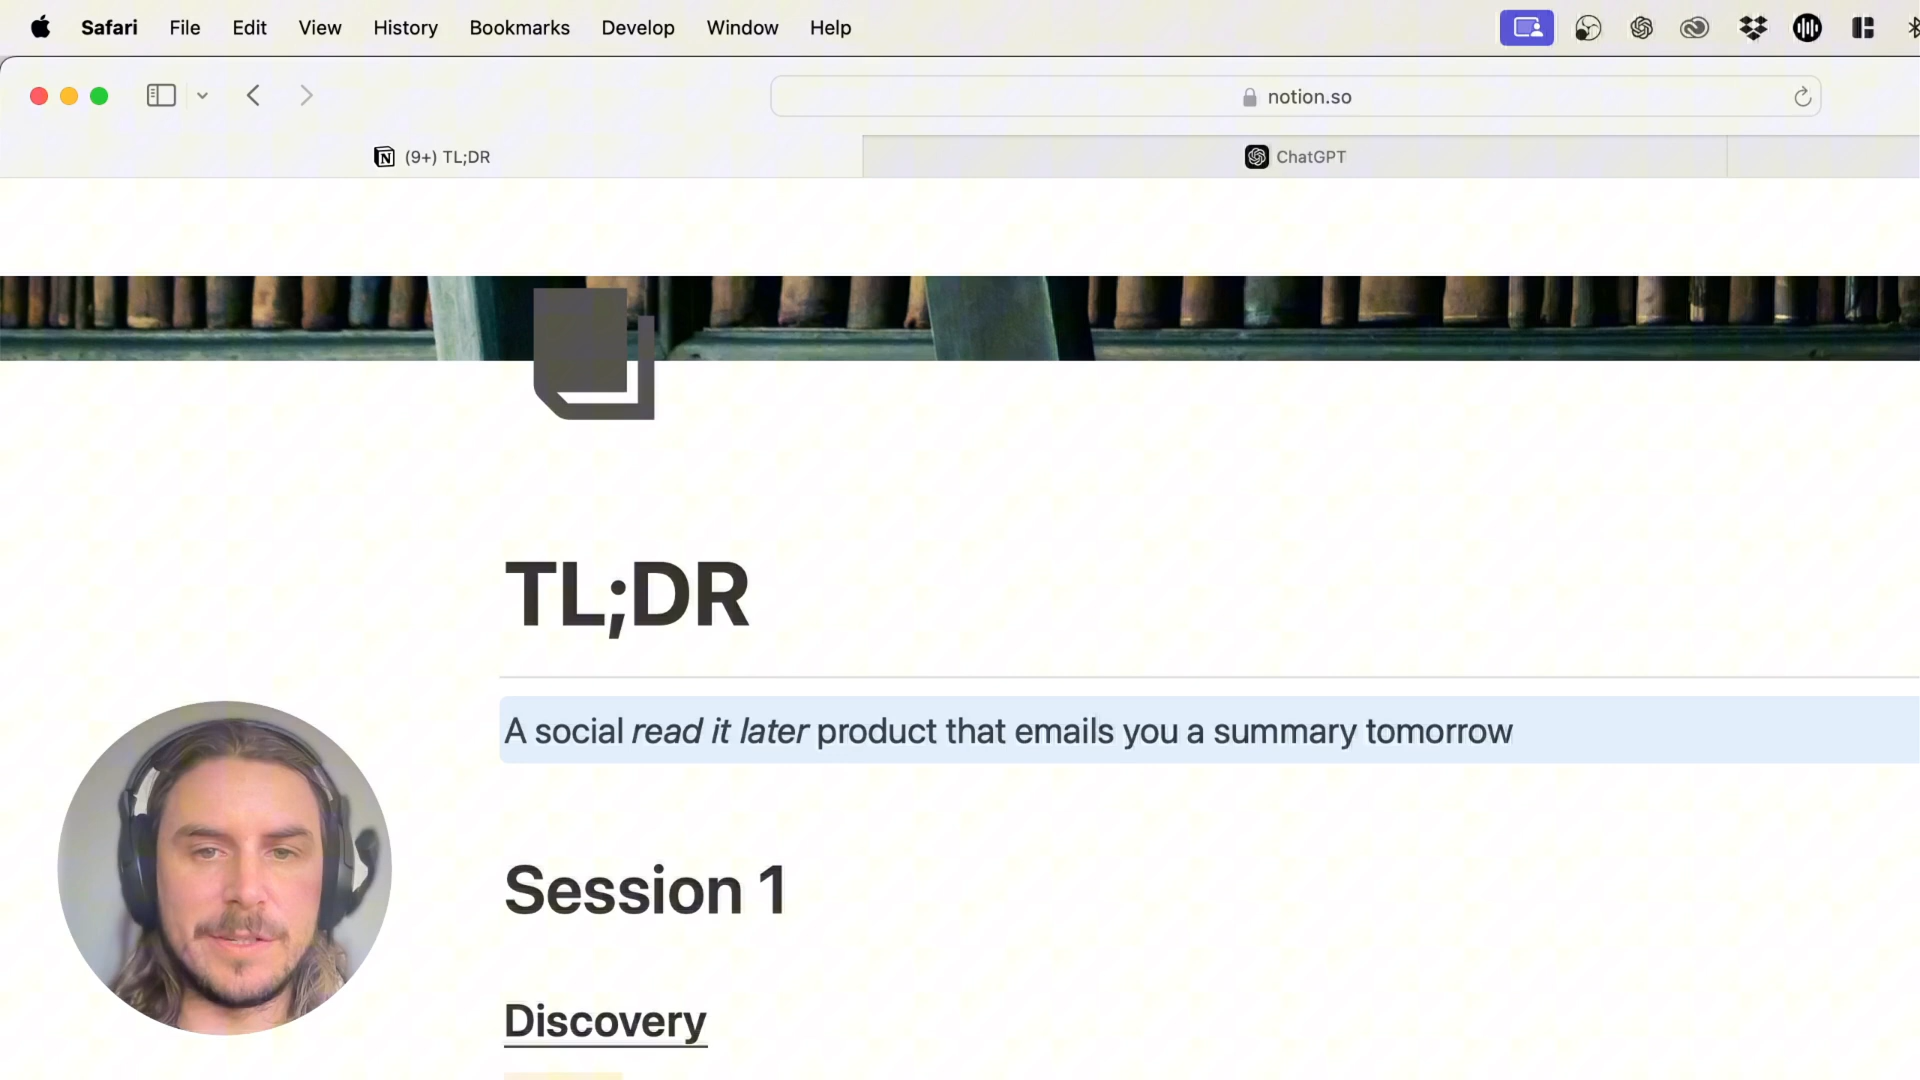 Safari File Edit View History Bookmarks Develop Window Help
notion.so
(9+) TL;DR
ChatGPT
TL;DR
A social read it later product that emails you a summary tomorrow
Session 1
Discovery